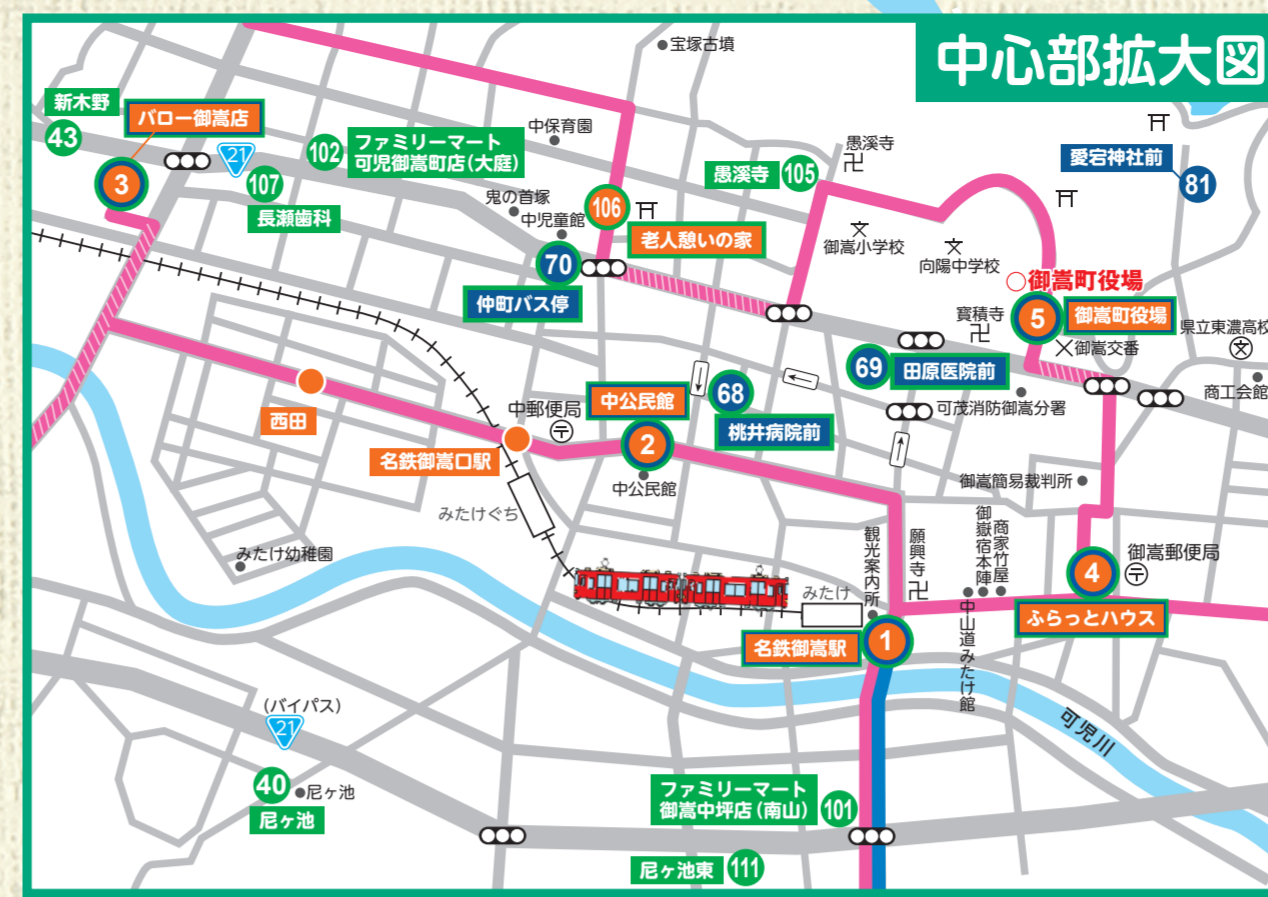 中心部拡大図
宝塚古墳
新木野
43
バロー御嵩店
3
21
102
ファミリーマート
可児御嵩町店(大庭)
107
長瀬歯科
中保育園
鬼の首塚
中児童館
106
老人憩いの家
70
仲町バス停
愚溪寺
105
愚溪寺
御嵩小学校
向陽中学校
愛宕神社前
81
○御嵩町役場
5
御嵩町役場
寶積寺
御嵩交番
県立東濃高校
文
商工会館
69
田原医院前
可茂消防御嵩分署
68
桃井病院前
中公民館
2
中公民館
中郵便局
西田
名鉄御嵩口駅
みたけぐち
みたけ幼稚園
御嵩簡易裁判所
観光案内所
願興寺
御嶽宿本陣
商家竹屋
中山道みたけ館
御嵩郵便局
4
ふらっとハウス
みたけ
名鉄御嵩駅
1
可児川
(バイパス)
21
40
尼ヶ池
尼ヶ池
ファミリーマート
御嵩中坪店(南山)
101
尼ヶ池東
111